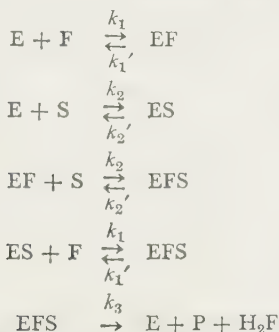 E + F k₁ ⇄ k₁′ EF
E + S k₂ ⇄ k₂′ ES
EF + S k₂ ⇄ k₂′ EFS
ES + F k₁ ⇄ k₁′ EFS
EFS k₃ → E + P + H₂F